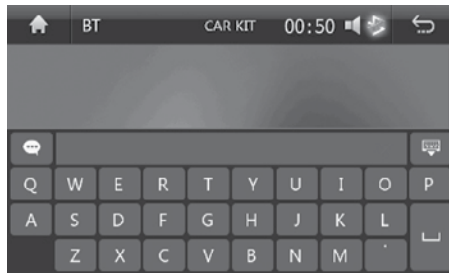 BT CAR KIT 00:50
Q W E R T Y U I O P
A S D F G H J K L
Z X C V B N M .